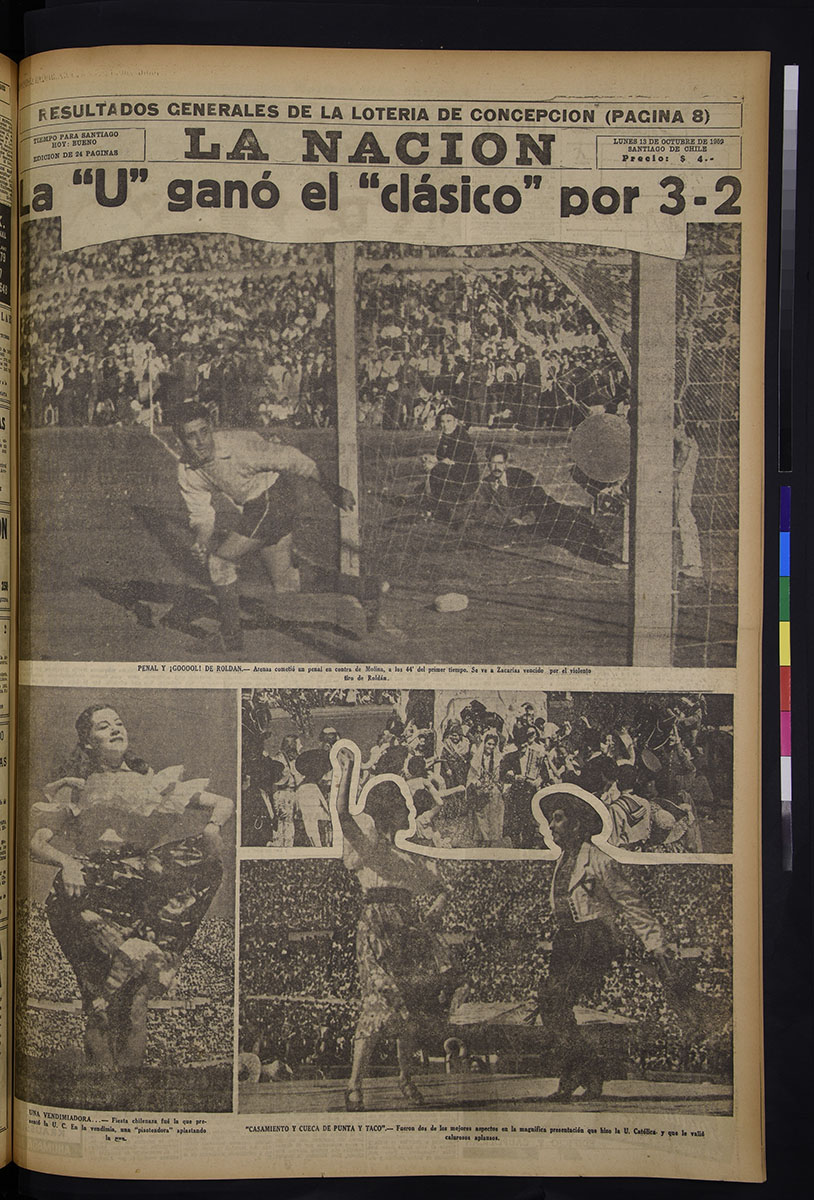 RESULTADOS GENERALES DE LA LOTERIA DE CONCEPCION (PAGINA 8)
TIEMPO PARA SANTIAGO
HOY: BUENO
EDICION DE 24 PAGINAS
LA NACION
LUNES 13 DE OCTUBRE DE 1969
SANTIAGO DE CHILE
Precio: $ 4.-
La "U" ganó el "clásico" por 3-2
PENAL Y ¡GOOOOL! DE ROLDAN.— Arenas cometió un penal en contra de Molina, a los 44' del primer tiempo. Se ve a Zacarías vencido por el violento
tiro de Roldán.
UNA VENDIMIADORA...— Fiesta chilenaza fué la que pre-
sentó la U. C. En la vendimia, una "pisoteadora" aplastando
la uva.
"CASAMIENTO Y CUECA DE PUNTA Y TACO".— Fueron dos de los mejores aspectos en la magnífica presentación que hizo la U. Católica y que le valió
calurosos aplausos.